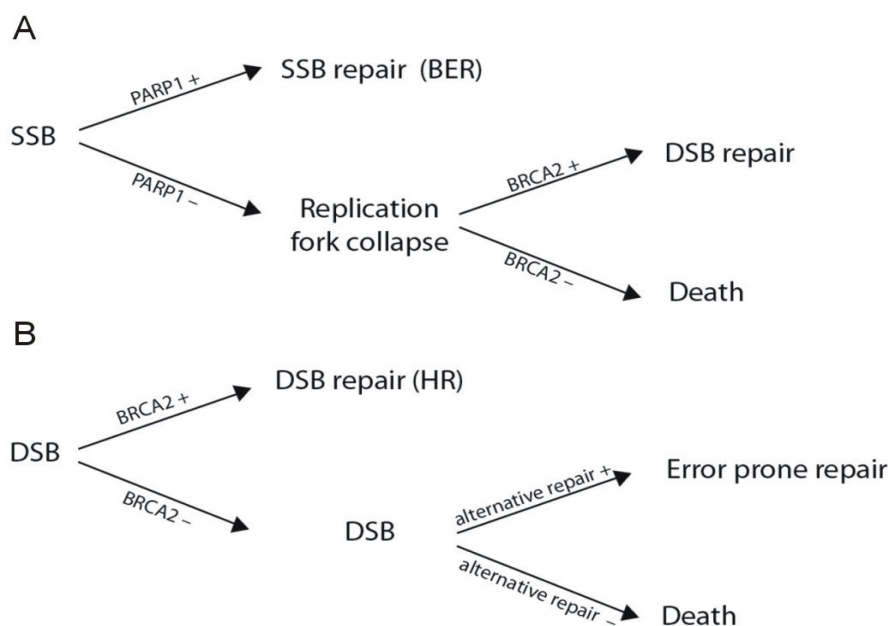 A
SSB
PARP1 +
SSB repair (BER)
PARP1 –
Replication
fork collapse
BRCA2 +
DSB repair
BRCA2 –
Death
B
DSB
BRCA2 +
DSB repair (HR)
BRCA2 –
DSB
alternative repair +
Error prone repair
alternative repair –
Death